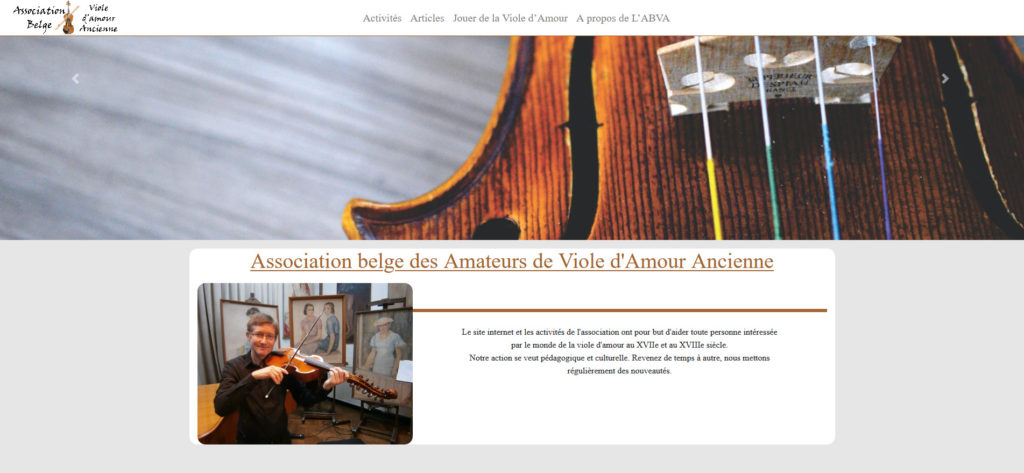 Association Belge
Viole d'amour Ancienne
Activités Articles Jouer de la Viole d'Amour A propos de L'ABVA
SUPERIEUR
DESPIAU
FRANCE
Association belge des Amateurs de Viole d'Amour Ancienne
Le site internet et les activités de l'association ont pour but d'aider toute personne intéressée
par le monde de la viole d'amour au XVIIe et au XVIIIe siècle.
Notre action se veut pédagogique et culturelle. Revenez de temps à autre, nous mettons
régulièrement des nouveautés.